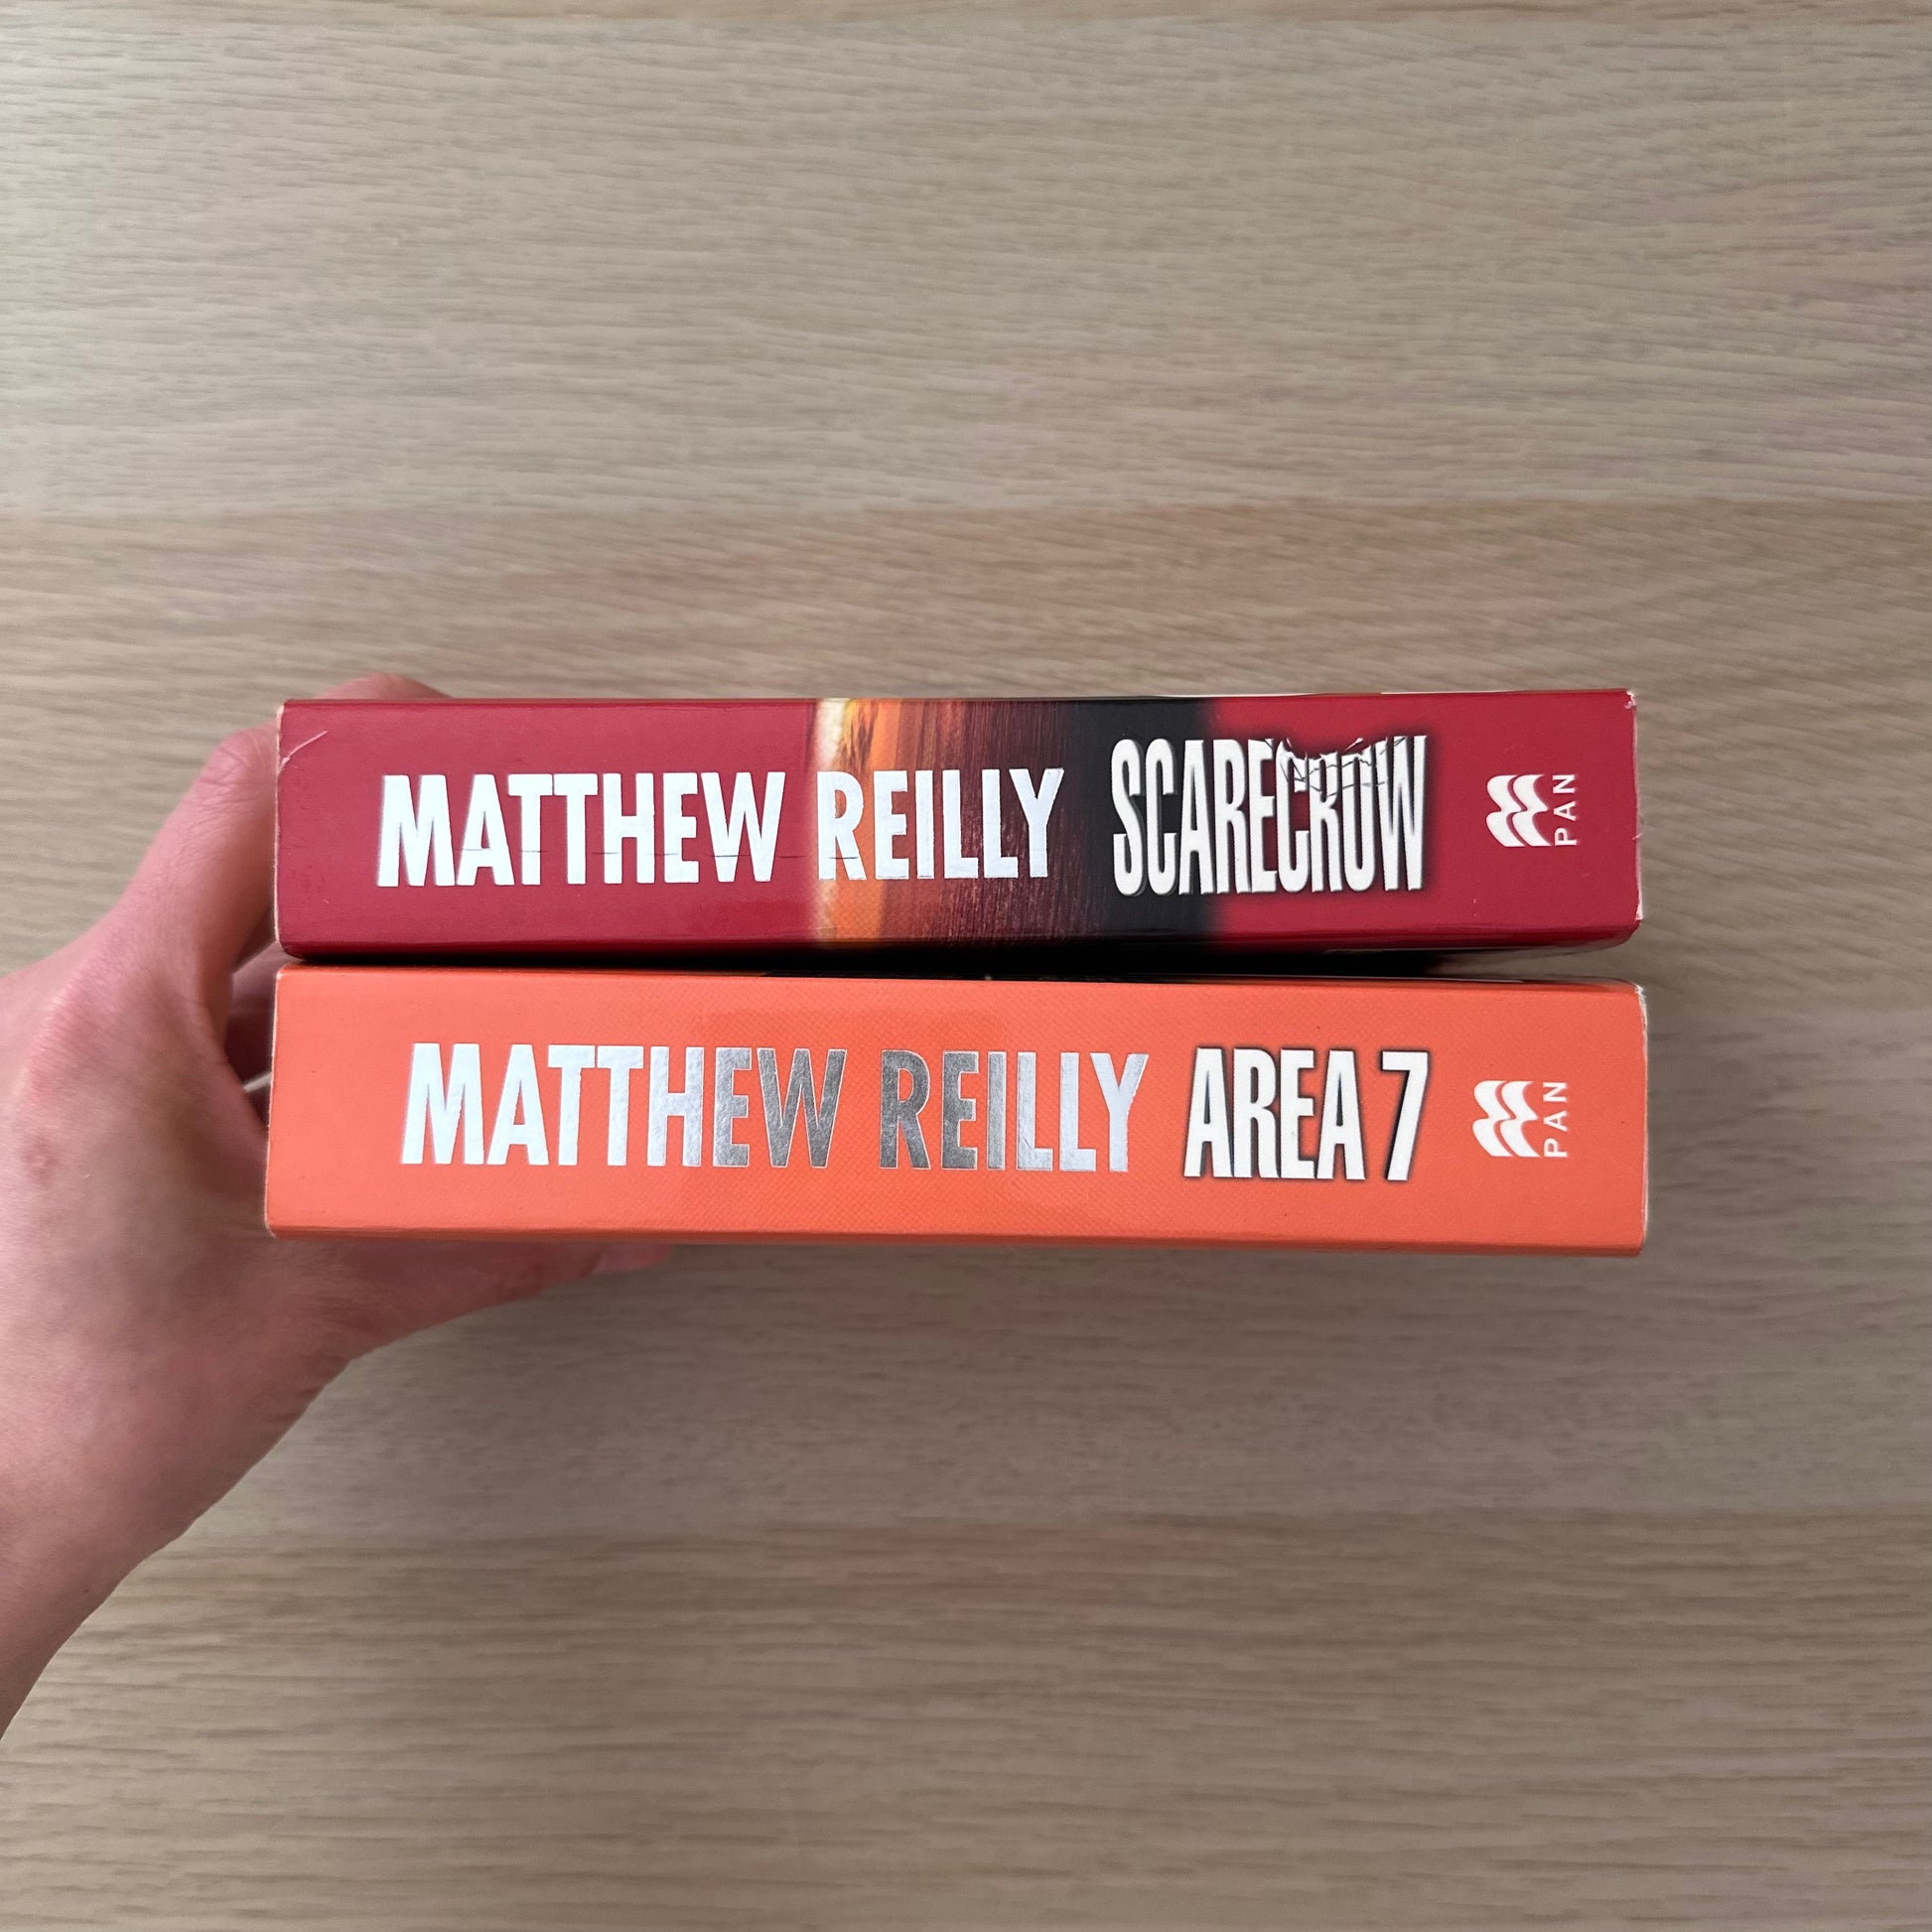 MATTHEW REILLY SCARECROW PAN
MATTHEW REILLY AREA 7 PAN